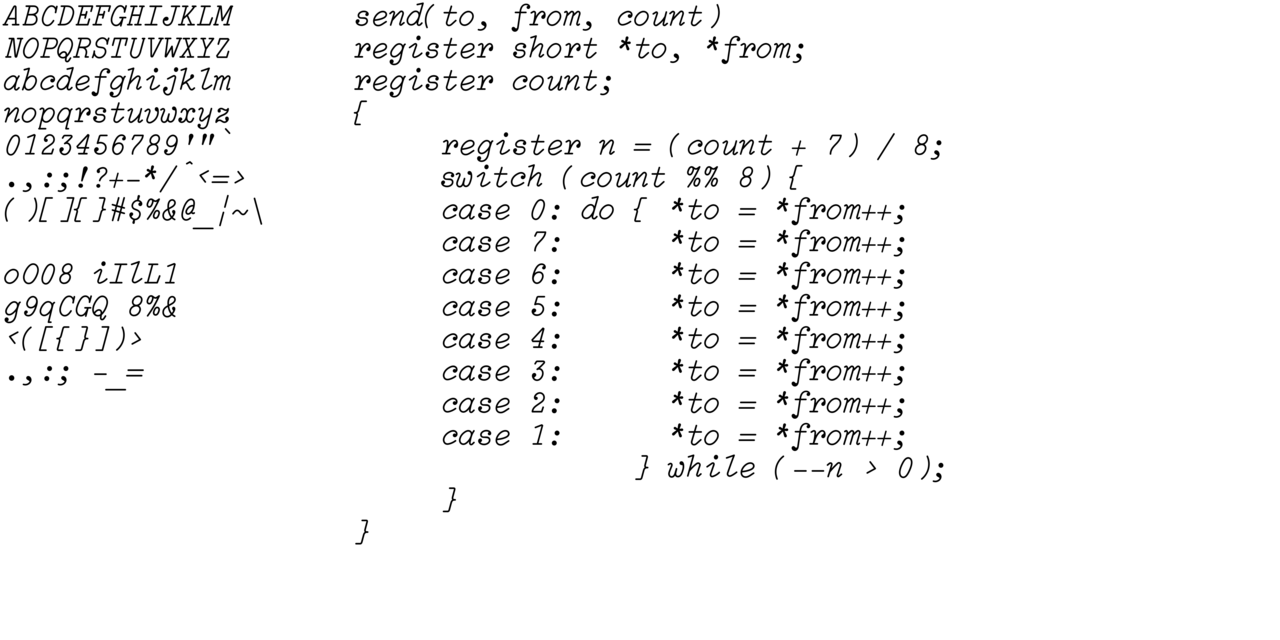 ABCDEFGHIJKLM
NOPQRSTUVWXYZ
abcdefghijklm
nopqrstuvwxyz
0123456789'"`
.,:;!?+-*/^<=>
()[]{}#$%&@_¦~\
oO08 iIlL1
g9qCGQ 8%&
<([{}])>
.,:; -_=
send(to, from, count)
register short *to, *from;
register count;
{
     register n = (count + 7) / 8;
     switch (count %% 8) {
     case 0: do { *to = *from++;
     case 7:      *to = *from++;
     case 6:      *to = *from++;
     case 5:      *to = *from++;
     case 4:      *to = *from++;
     case 3:      *to = *from++;
     case 2:      *to = *from++;
     case 1:      *to = *from++;
                } while (--n > 0);
     }
}